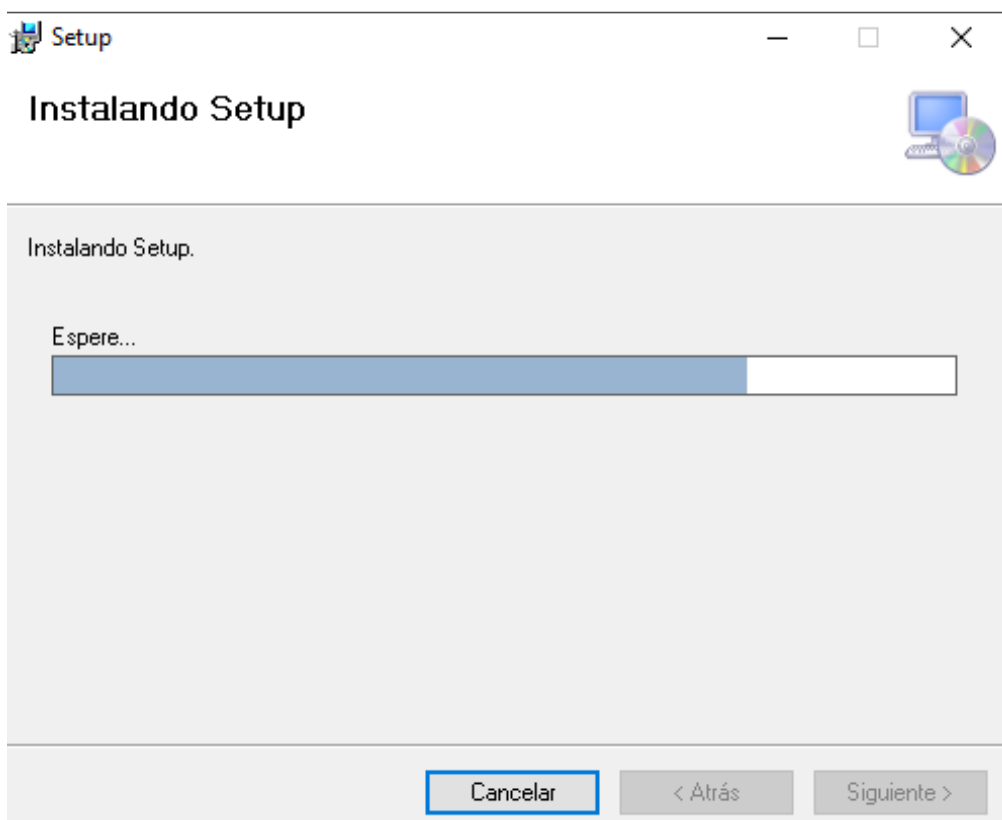 Setup
Instalando Setup
Instalando Setup.
Espere...
Cancelar
< Atrás
Siguiente >